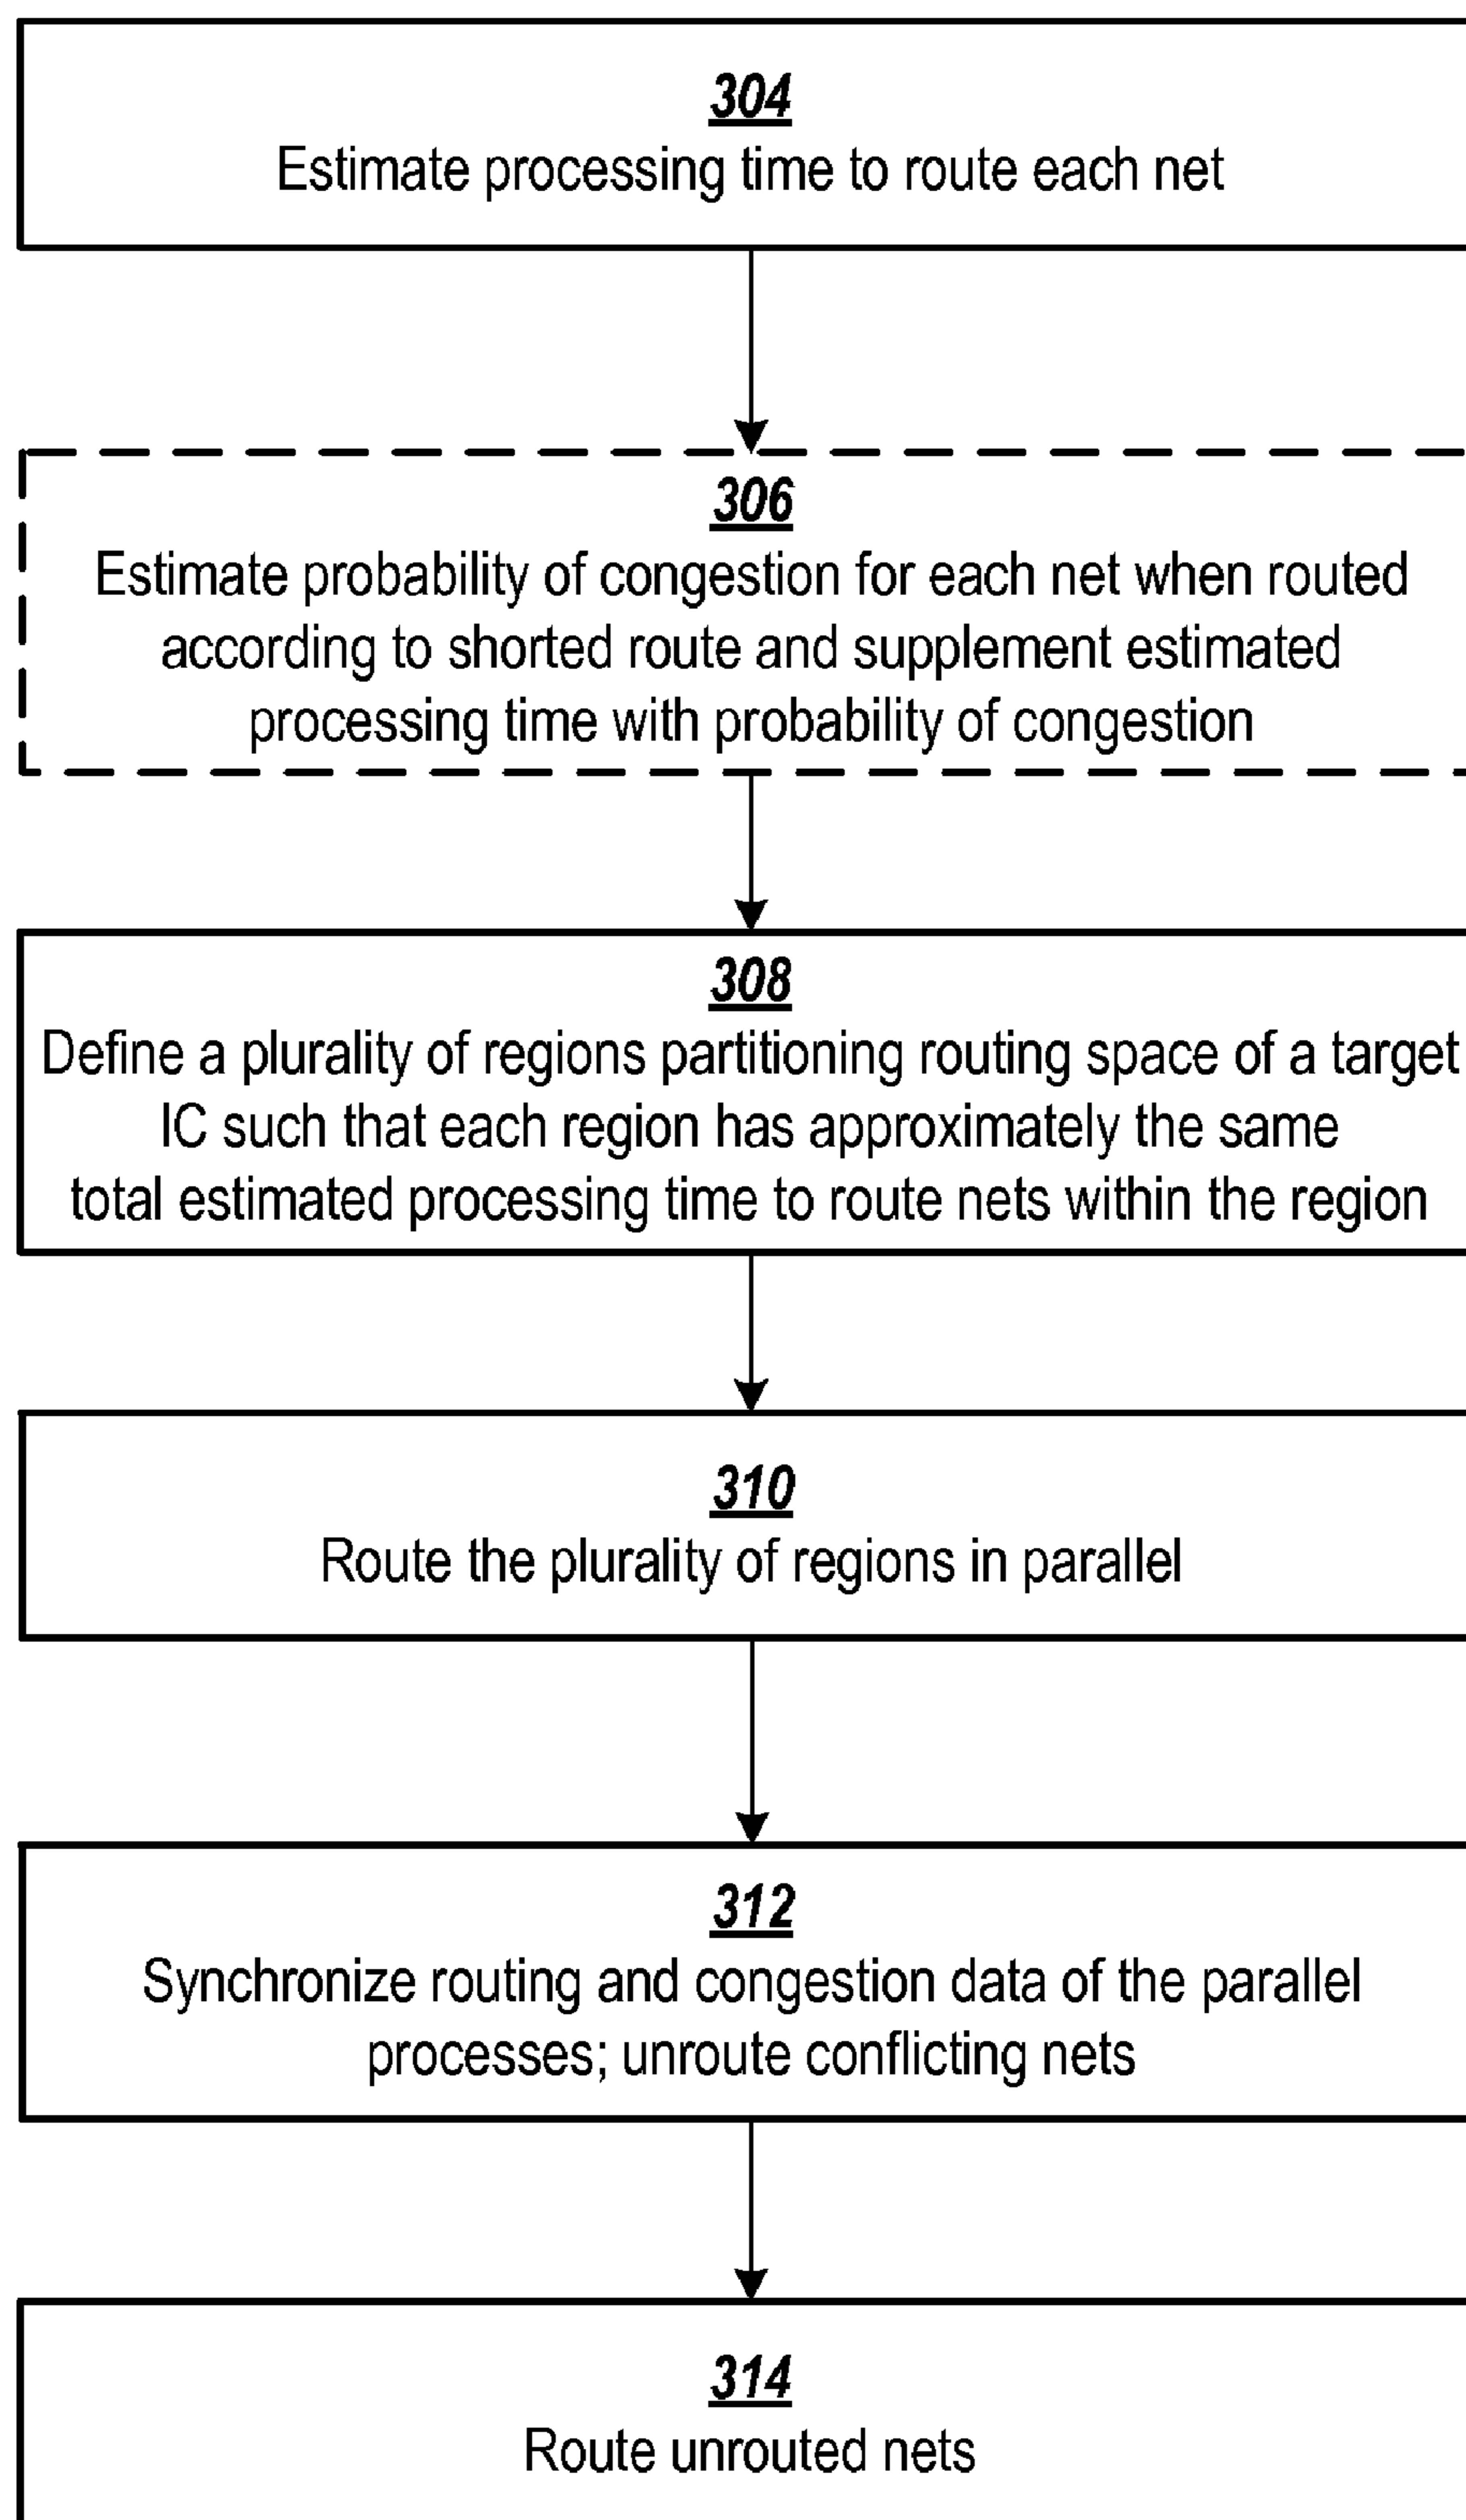 304
Estimate processing time to route each net
306
Estimate probability of congestion for each net when routed
according to shorted route and supplement estimated
processing time with probability of congestion
308
Define a plurality of regions partitioning routing space of a target
IC such that each region has approximately the same
total estimated processing time to route nets within the region
310
Route the plurality of regions in parallel
312
Synchronize routing and congestion data of the parallel
processes; unroute conflicting nets
314
Route unrouted nets